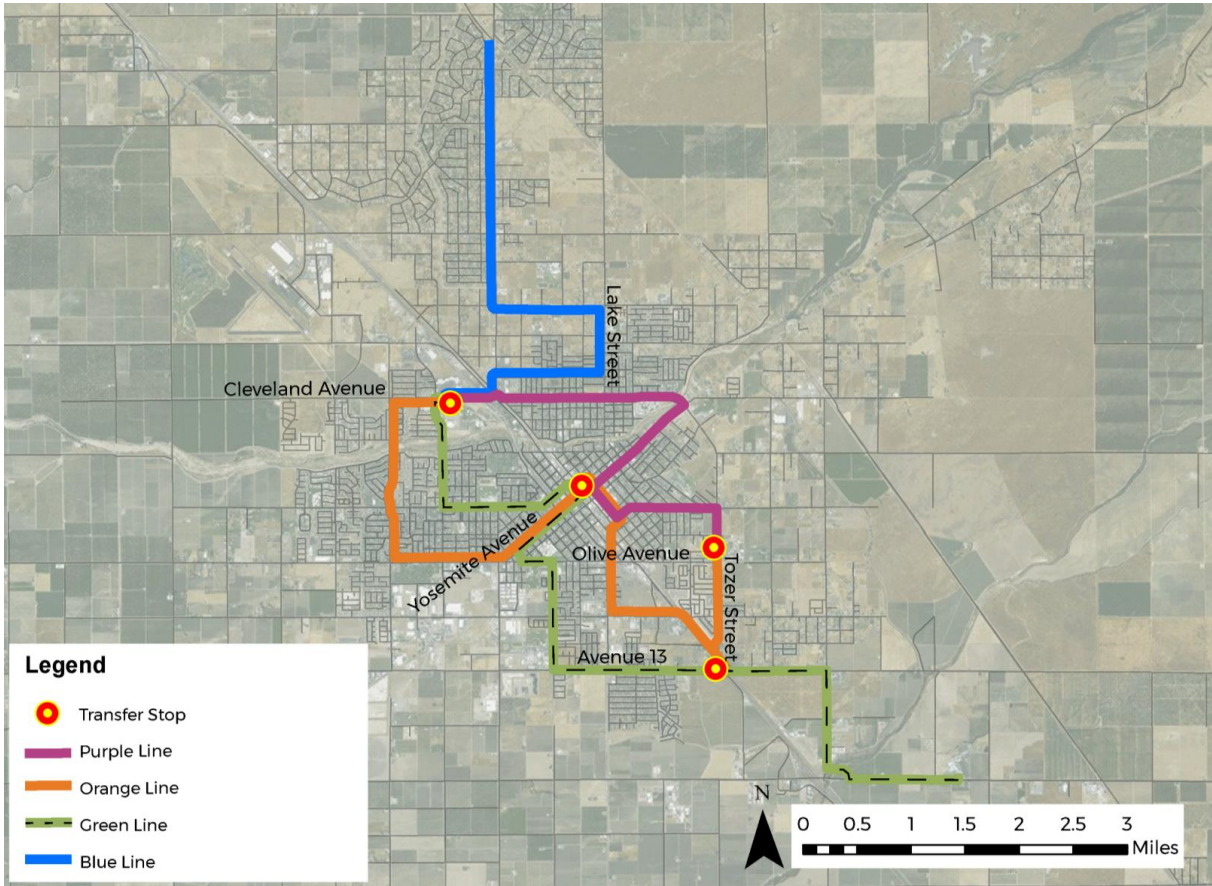 Lake Street
Cleveland Avenue
Yosemite Avenue
Olive Avenue
Tozer Street
Avenue 13
Legend
Transfer Stop
Purple Line
Orange Line
Green Line
Blue Line
N
0 0.5 1 1.5 2 2.5 3
Miles